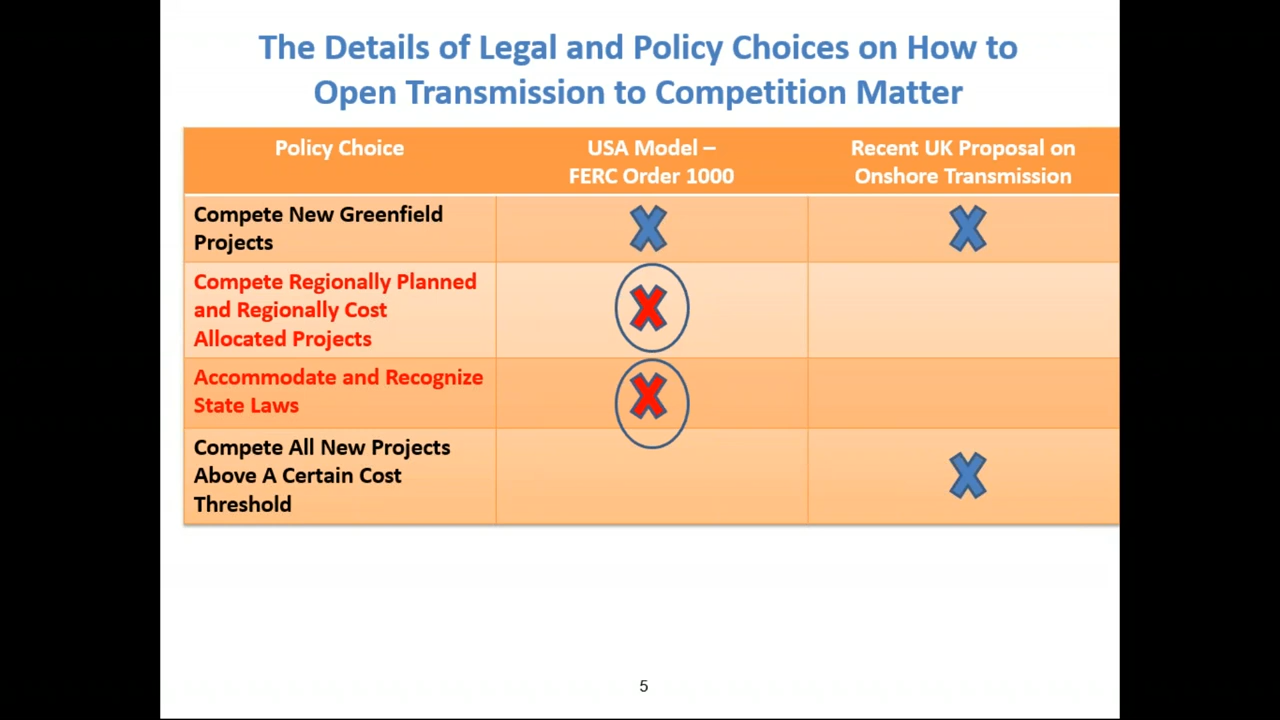 The Details of Legal and Policy Choices on How to
Open Transmission to Competition Matter
Policy Choice
USA Model –
FERC Order 1000
Recent UK Proposal on
Onshore Transmission
Compete New Greenfield
Projects
Compete Regionally Planned
and Regionally Cost
Allocated Projects
Accommodate and Recognize
State Laws
Compete All New Projects
Above A Certain Cost
Threshold
5